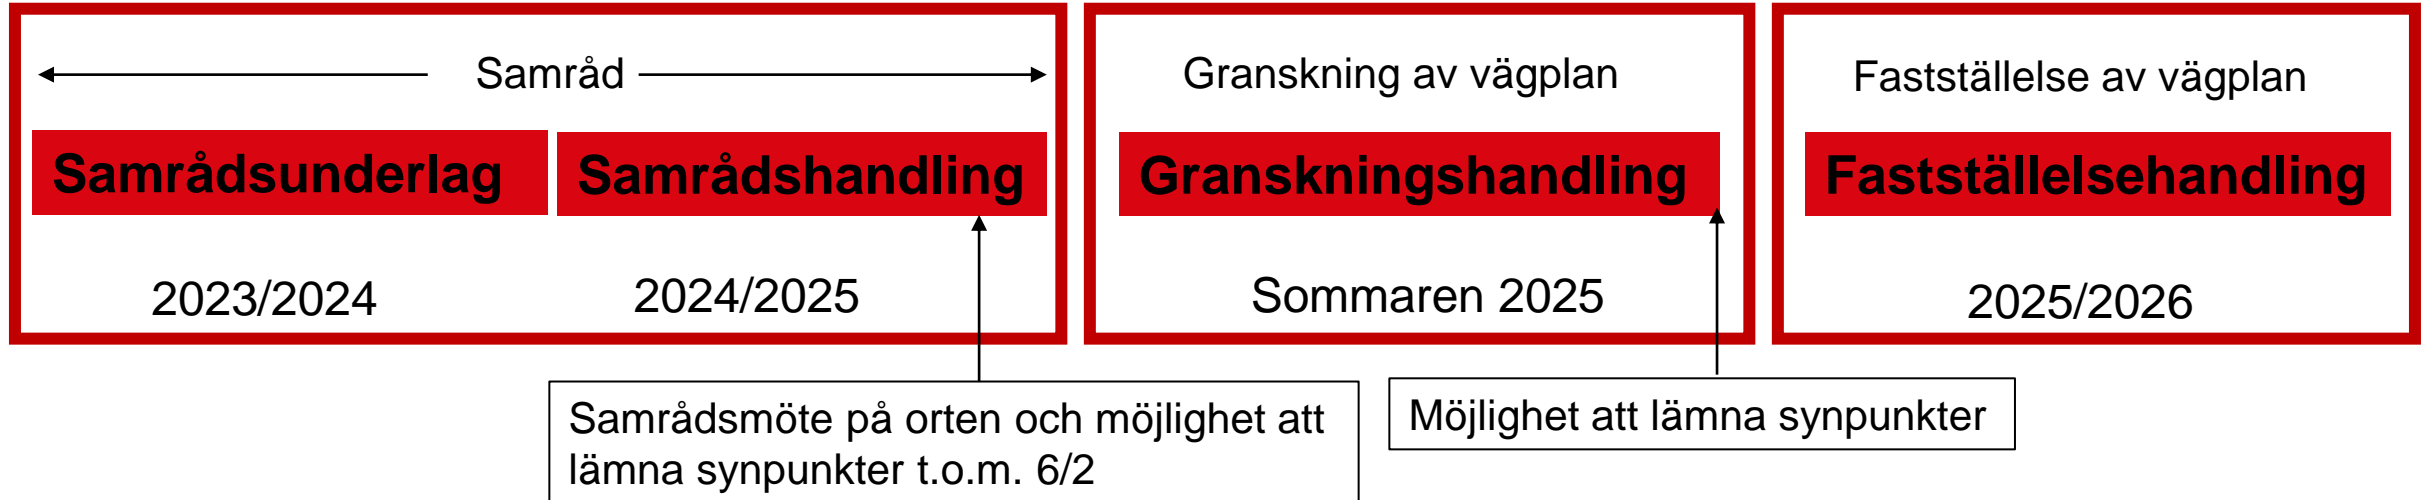 Samråd
Samrådsunderlag
Samrådshandling
2023/2024
2024/2025
Samrådsmöte på orten och möjlighet att
lämna synpunkter t.o.m. 6/2
Granskning av vägplan
Granskningshandling
Sommaren 2025
Möjlighet att lämna synpunkter
Fastställelse av vägplan
Fastställelsehandling
2025/2026